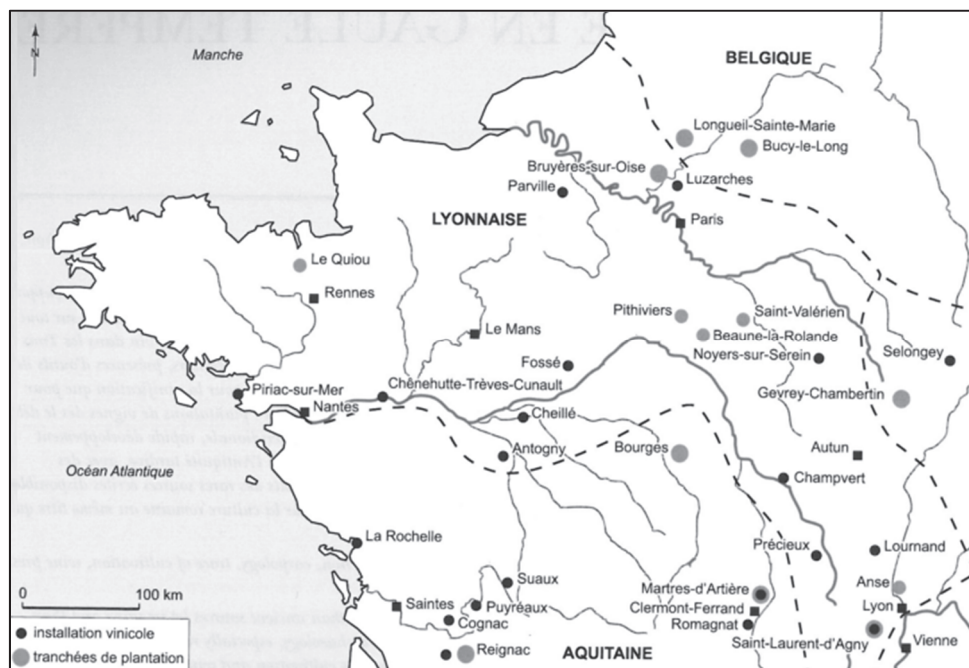 E EN GAULE TEMPÉRÉ
N
Manche
BELGIQUE
Longueil-Sainte-Marie
Bucy-le-Long
Bruyères-sur-Oise
Luzarches
Parville
LYONNAISE
Paris
Le Quiou
Rennes
Pithiviers
Saint-Valérien
Le Mans
Beaune-la-Rolande
Noyers-sur-Serein
Selongey
Fossé
Piriac-sur-Mer
Chênehutte-Trèves-Cunault
Gevrey-Chambertin
Nantes
Cheillé
Antogny
Bourges
Autun
Océan Atlantique
Champvert
La Rochelle
Précieux
Lournand
Suaux
Martres-d'Artière
Anse
0 100 km
Saintes
Puyréaux
Clermont-Ferrand
Lyon
Cognac
Romagnat
installation vinicole
Saint-Laurent-d'Agny
Vienne
tranchées de plantation
Reignac
AQUITAINE